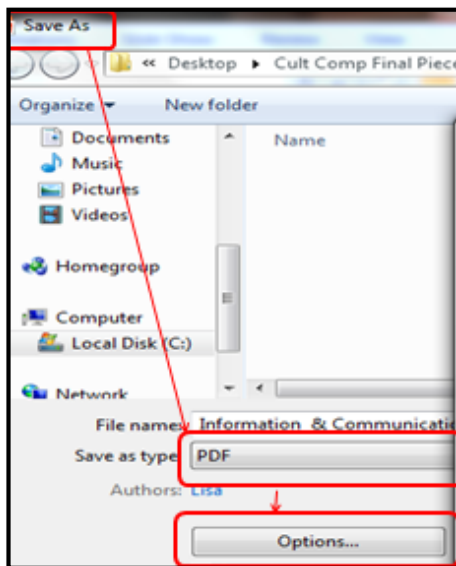 Save As
« Desktop ▸ Cult Comp Final Piece
Organize ▾ New folder
Documents
Name
Music
Pictures
Videos
Homegroup
Computer
Local Disk (C:)
Network
File name: Information & Communicatio
Save as type: PDF
Authors: Lisa
Options...